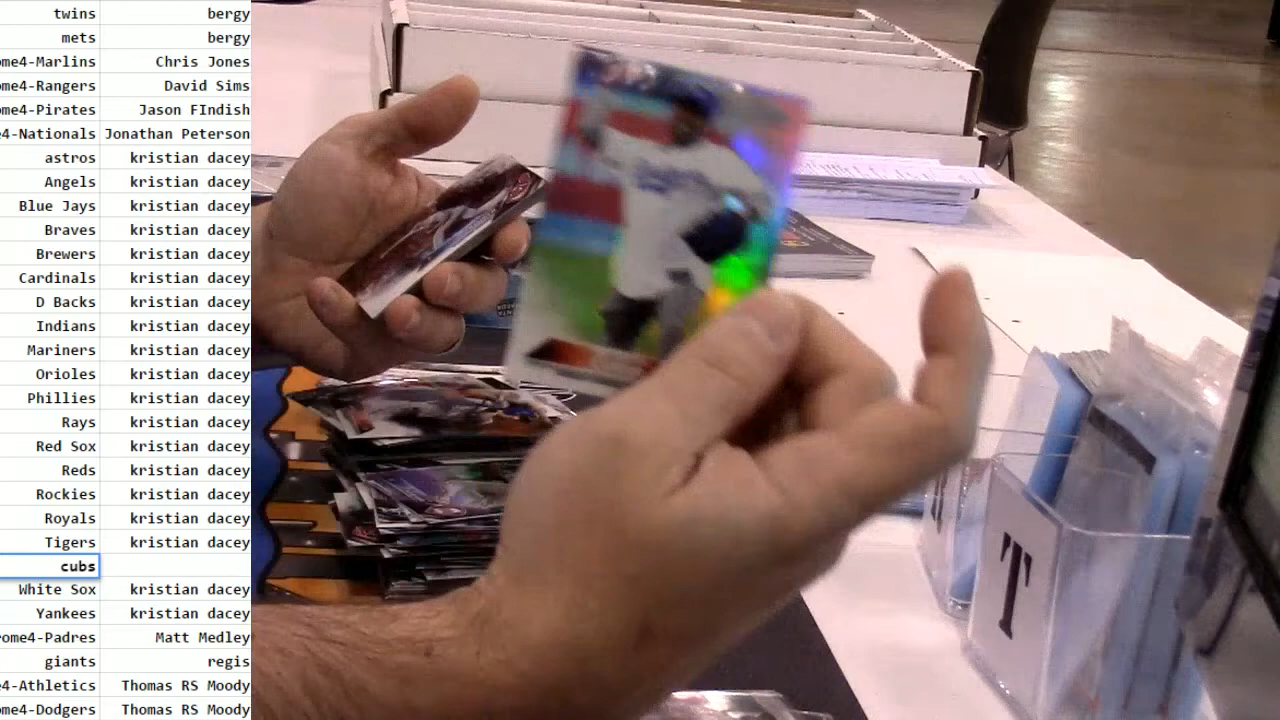 twins bergy
mets bergy
ome4-Marlins Chris Jones
ome4-Rangers David Sims
ome4-Pirates Jason FIndish
e4-Nationals Jonathan Peterson
astros kristian dacey
Angels kristian dacey
Blue Jays kristian dacey
Braves kristian dacey
Brewers kristian dacey
Cardinals kristian dacey
D Backs kristian dacey
Indians kristian dacey
Mariners kristian dacey
Orioles kristian dacey
Phillies kristian dacey
Rays kristian dacey
Red Sox kristian dacey
Reds kristian dacey
Rockies kristian dacey
Royals kristian dacey
Tigers kristian dacey
cubs
White Sox kristian dacey
Yankees kristian dacey
rome4-Padres Matt Medley
giants regis
e4-Athletics Thomas RS Moody
me4-Dodgers Thomas RS Moody
T